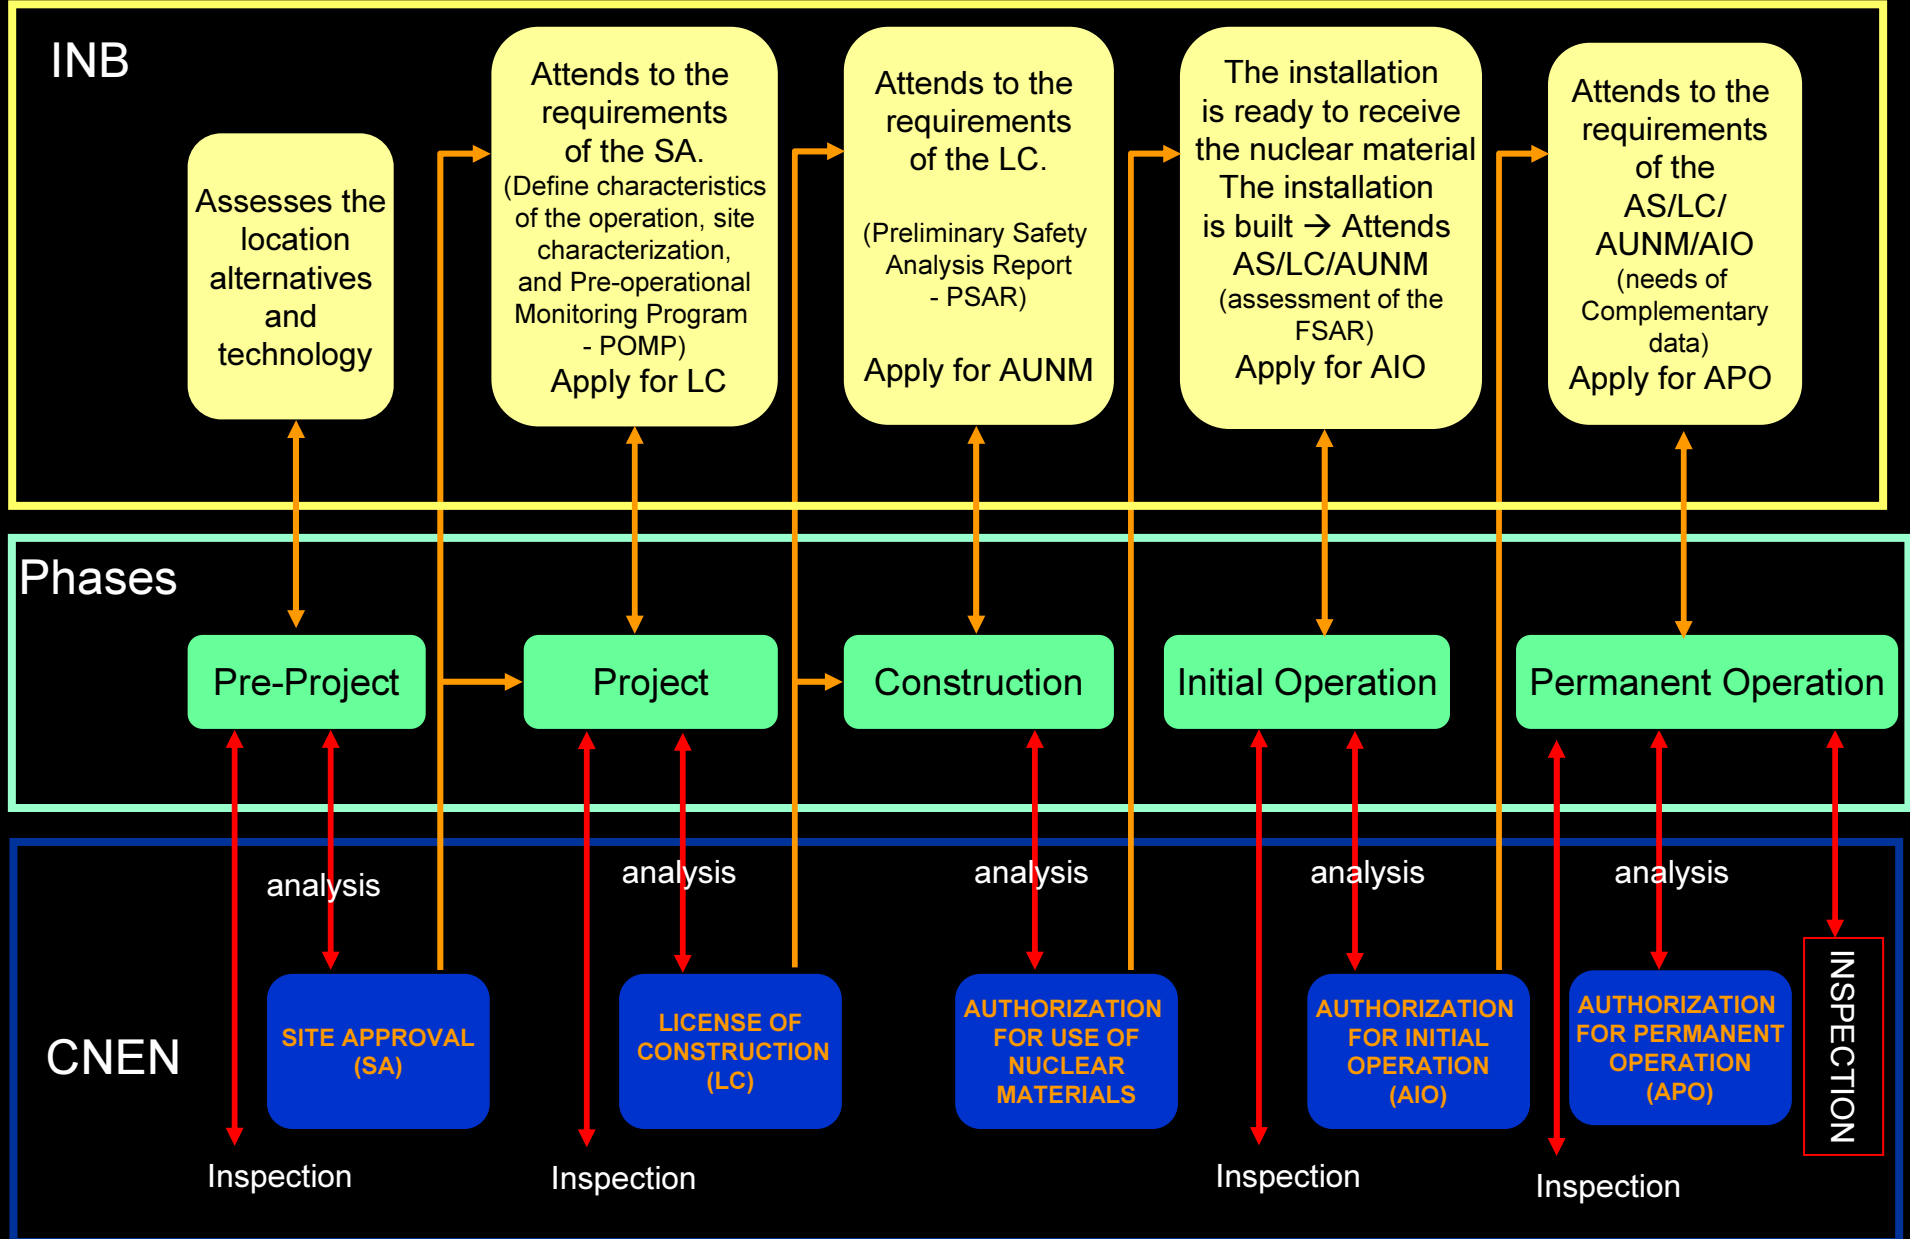 INB
Assesses the
location
alternatives
and
technology
Attends to the
requirements
of the SA.
(Define characteristics
of the operation, site
characterization,
and Pre-operational
Monitoring Program
- POMP)
Apply for LC
Attends to the
requirements
of the LC.
(Preliminary Safety
Analysis Report
- PSAR)
Apply for AUNM
The installation
is ready to receive
the nuclear material
The installation
is built → Attends
AS/LC/AUNM
(assessment of the
FSAR)
Apply for AIO
Attends to the
requirements
of the
AS/LC/
AUNM/AIO
(needs of
Complementary
data)
Apply for APO
Phases
Pre-Project
Project
Construction
Initial Operation
Permanent Operation
CNEN
analysis
analysis
analysis
analysis
analysis
SITE APPROVAL
(SA)
LICENSE OF
CONSTRUCTION
(LC)
AUTHORIZATION
FOR USE OF
NUCLEAR
MATERIALS
AUTHORIZATION
FOR INITIAL
OPERATION
(AIO)
AUTHORIZATION
FOR PERMANENT
OPERATION
(APO)
INSPECTION
Inspection
Inspection
Inspection
Inspection